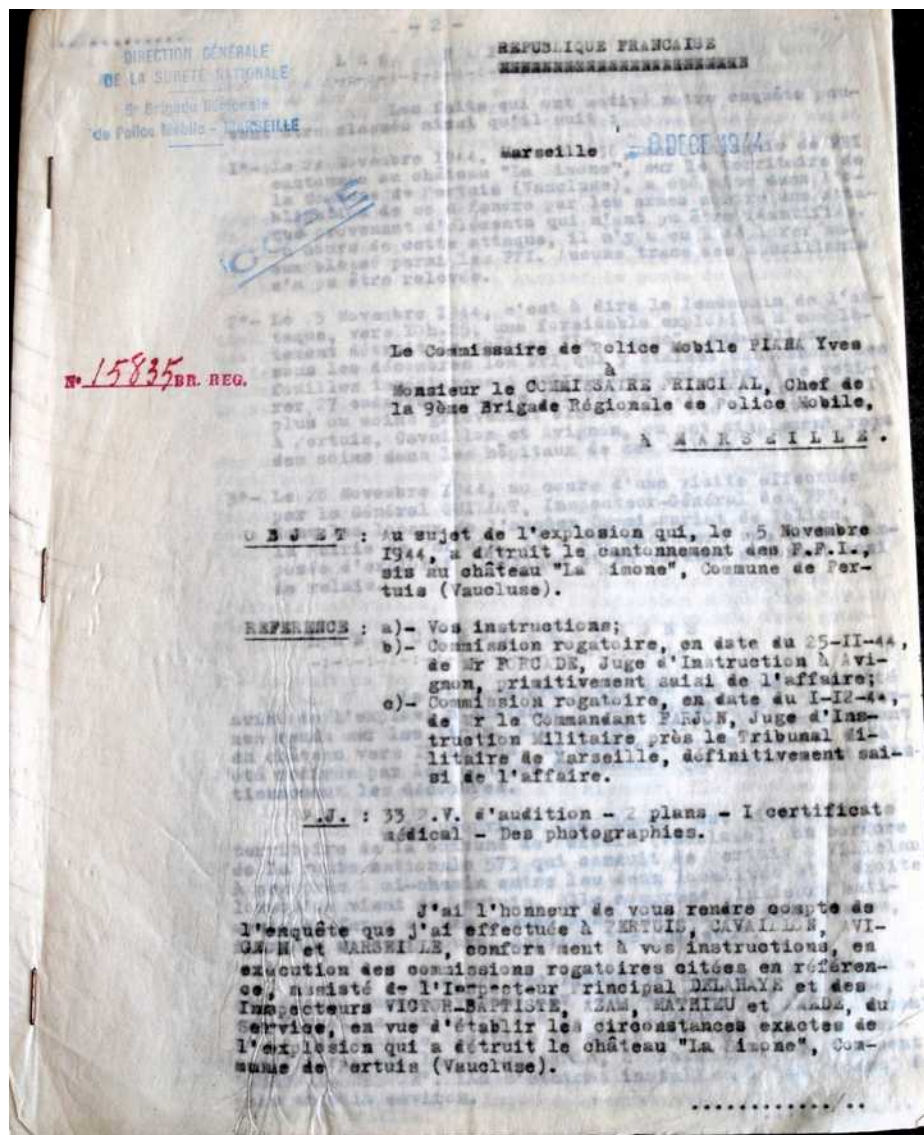 DIRECTION GÉNÉRALE
DE LA SURETÉ NATIONALE
9e Brigade Régionale
de Police Mobile - MARSEILLE
REPUBLIQUE FRANCAISE
Marseille DECE 1944
COPIE
N° 15835 BR. REG.
Le Commissaire de Police Mobile Yves
à
Monsieur le COMMISSAIRE PRINCIPAL, Chef de
la 9ème Brigade Régionale de Police Mobile,
à MARSEILLE.
OBJET : Au sujet de l'explosion qui, le 5 Novembre
1944, a détruit le cantonnement des F.F.I.,
sis au château "La Simone", Commune de Per-
tuis (Vaucluse).
REFERENCE : a)- Vos instructions;
b)- Commission rogatoire, en date du 25-II-44,
de Mr FORCADE, Juge d'Instruction à Avi-
gnon, primitivement saisi de l'affaire;
c)- Commission rogatoire, en date du I-I2-44,
de Mr le Commandant FARJON, Juge d'Ins-
truction Militaire près le Tribunal Mi-
litaire de Marseille, définitivement sai-
si de l'affaire.
P.J. : 33 P.V. d'audition - 2 plans - I certificat
médical - Des photographies.
J'ai l'honneur de vous rendre compte de
l'enquête que j'ai effectuée à PERTUIS, CAVAILLON, AVI-
GNON et MARSEILLE, conformément à vos instructions, en
exécution des commissions rogatoires citées en référen-
ce, assisté de l'Inspecteur Principal DELAHAYE et des
Inspecteurs VICTOR-BAPTISTE, AZAM, MATHIEU et du
Service, en vue d'établir les circonstances exactes de
l'explosion qui a détruit le château "La Simone", Com-
mune de Pertuis (Vaucluse).
............./..